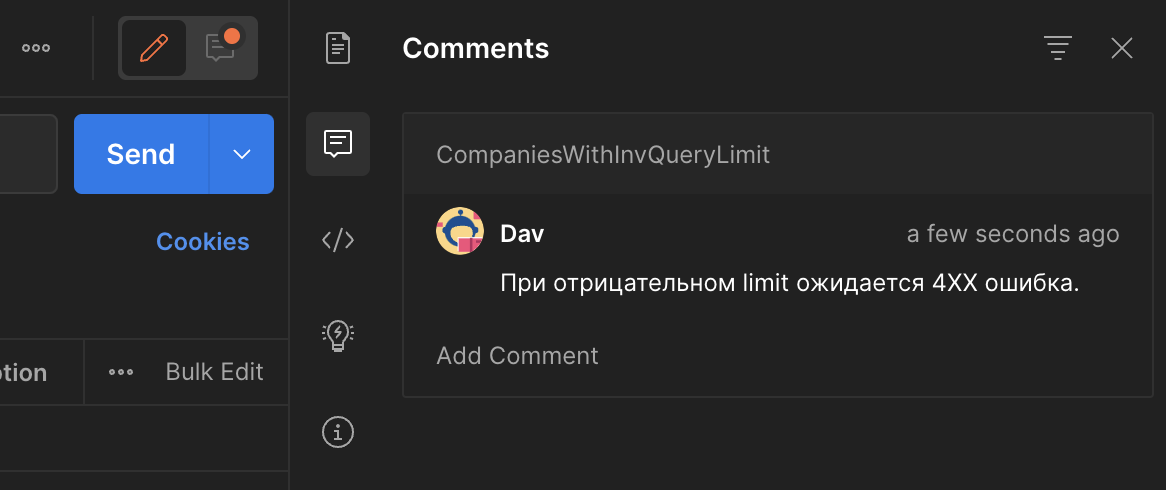 Comments
Send
CompaniesWithInvQueryLimit
Dav
a few seconds ago
Cookies
При отрицательном limit ожидается 4XX ошибка.
Add Comment
ption
Bulk Edit